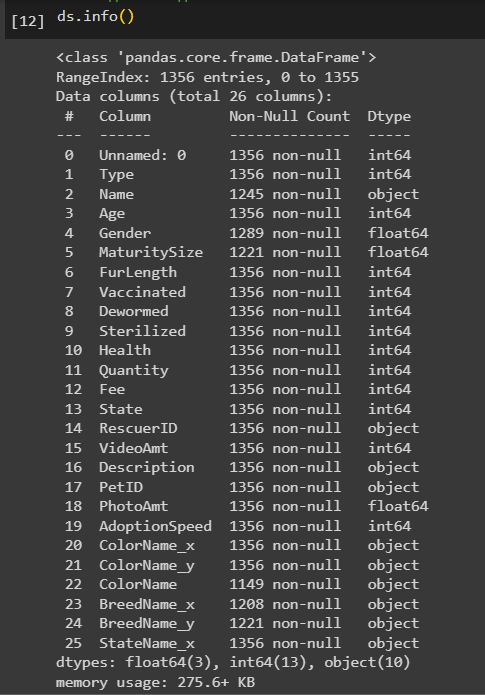 [12] ds.info()
<class 'pandas.core.frame.DataFrame'>
RangeIndex: 1356 entries, 0 to 1355
Data columns (total 26 columns):
 #   Column         Non-Null Count  Dtype
---  ------         --------------  -----
 0   Unnamed: 0     1356 non-null   int64
 1   Type           1356 non-null   int64
 2   Name           1245 non-null   object
 3   Age            1356 non-null   int64
 4   Gender         1289 non-null   float64
 5   MaturitySize   1221 non-null   float64
 6   FurLength      1356 non-null   int64
 7   Vaccinated     1356 non-null   int64
 8   Dewormed       1356 non-null   int64
 9   Sterilized     1356 non-null   int64
 10  Health         1356 non-null   int64
 11  Quantity       1356 non-null   int64
 12  Fee            1356 non-null   int64
 13  State          1356 non-null   int64
 14  RescuerID      1356 non-null   object
 15  VideoAmt       1356 non-null   int64
 16  Description    1356 non-null   object
 17  PetID          1356 non-null   object
 18  PhotoAmt       1356 non-null   float64
 19  AdoptionSpeed  1356 non-null   int64
 20  ColorName_x    1356 non-null   object
 21  ColorName_y    1356 non-null   object
 22  ColorName      1149 non-null   object
 23  BreedName_x    1208 non-null   object
 24  BreedName_y    1221 non-null   object
 25  StateName_x    1356 non-null   object
dtypes: float64(3), int64(13), object(10)
memory usage: 275.6+ KB